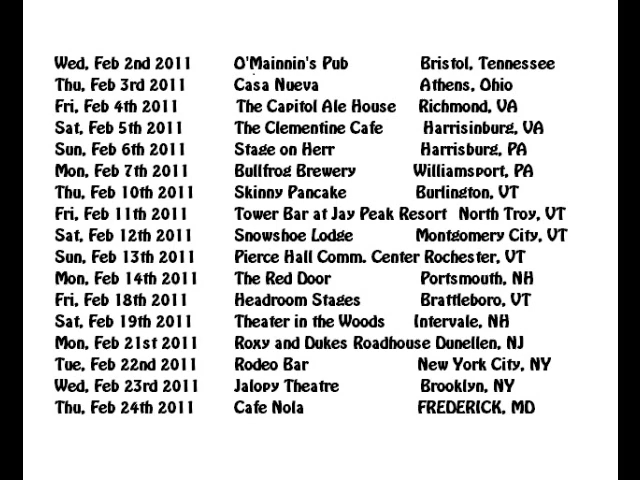 Wed, Feb 2nd 2011 O'Mainnin's Pub Bristol, Tennessee
Thu, Feb 3rd 2011 Casa Nueva Athens, Ohio
Fri, Feb 4th 2011 The Capitol Ale House Richmond, VA
Sat, Feb 5th 2011 The Clementine Cafe Harrisinburg, VA
Sun, Feb 6th 2011 Stage on Herr Harrisburg, PA
Mon, Feb 7th 2011 Bullfrog Brewery Williamsport, PA
Thu, Feb 10th 2011 Skinny Pancake Burlington, VT
Fri, Feb 11th 2011 Tower Bar at Jay Peak Resort North Troy, VT
Sat, Feb 12th 2011 Snowshoe Lodge Montgomery City, VT
Sun, Feb 13th 2011 Pierce Hall Comm. Center Rochester, VT
Mon, Feb 14th 2011 The Red Door Portsmouth, NH
Fri, Feb 18th 2011 Headroom Stages Brattleboro, VT
Sat, Feb 19th 2011 Theater in the Woods Intervale, NH
Mon, Feb 21st 2011 Roxy and Dukes Roadhouse Dunellen, NJ
Tue, Feb 22nd 2011 Rodeo Bar New York City, NY
Wed, Feb 23rd 2011 Jalopy Theatre Brooklyn, NY
Thu, Feb 24th 2011 Cafe Nola FREDERICK, MD